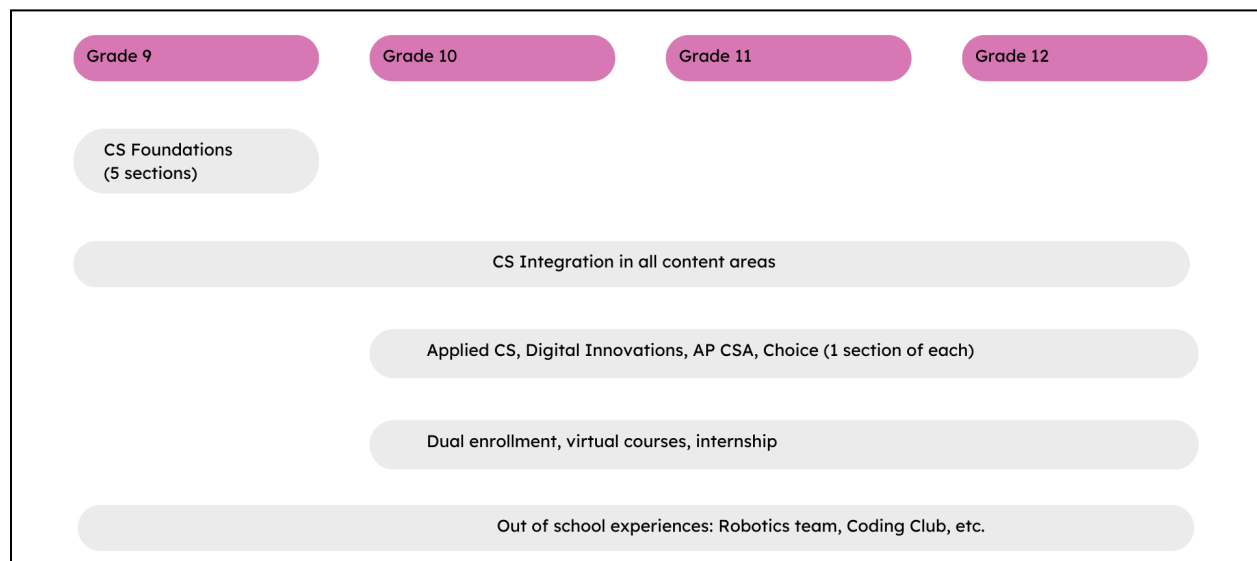 Grade 9
Grade 10
Grade 11
Grade 12
CS Foundations
(5 sections)
CS Integration in all content areas
Applied CS, Digital Innovations, AP CSA, Choice (1 section of each)
Dual enrollment, virtual courses, internship
Out of school experiences: Robotics team, Coding Club, etc.